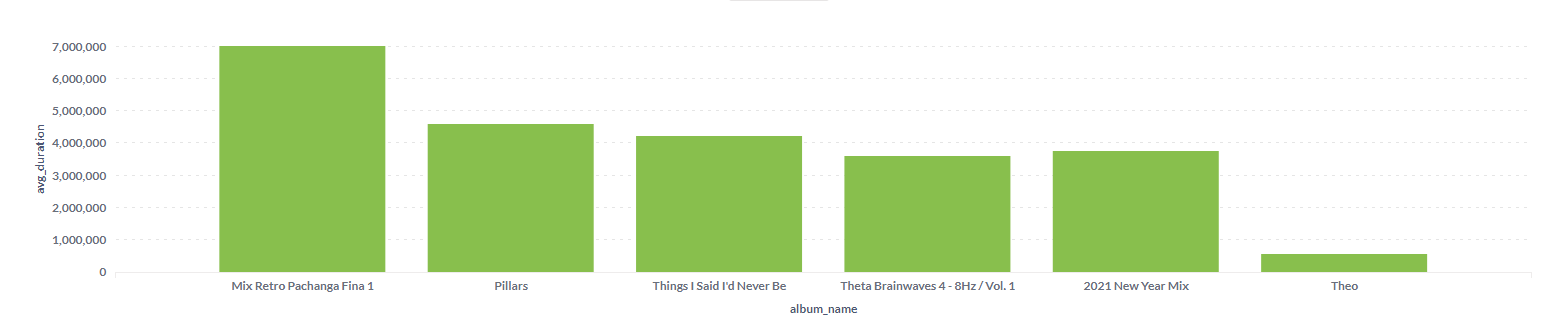 7,000,000
6,000,000
5,000,000
4,000,000
3,000,000
2,000,000
1,000,000
0
avg_duration
Mix Retro Pachanga Fina 1
Pillars
Things I Said I'd Never Be
Theta Brainwaves 4 - 8Hz / Vol. 1
2021 New Year Mix
Theo
album_name